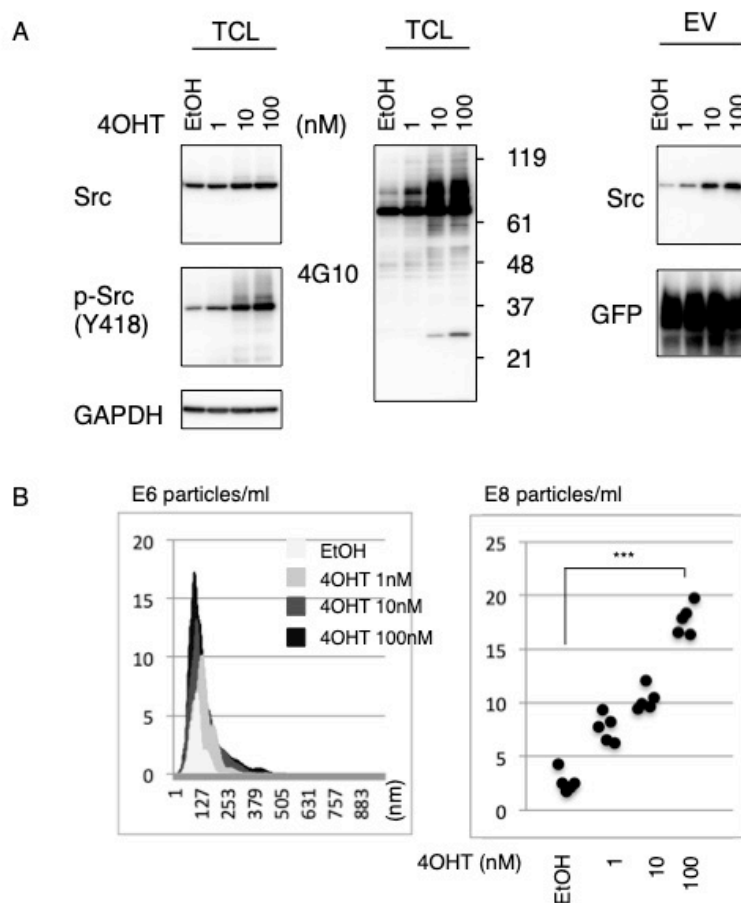 A
TCL
TCL
EV
4OHT
EtOH
1
10
100
(nM)
EtOH
1
10
100
EtOH
1
10
100
Src
p-Src
(Y418)
GAPDH
4G10
119
61
48
37
21
Src
GFP
B
E6 particles/ml
20
15
10
5
0
EtOH
4OHT 1nM
4OHT 10nM
4OHT 100nM
1
127
253
379
505
631
757
883
(nm)
E8 particles/ml
25
20
15
10
5
0
***
4OHT (nM)
EtOH
1
10
100